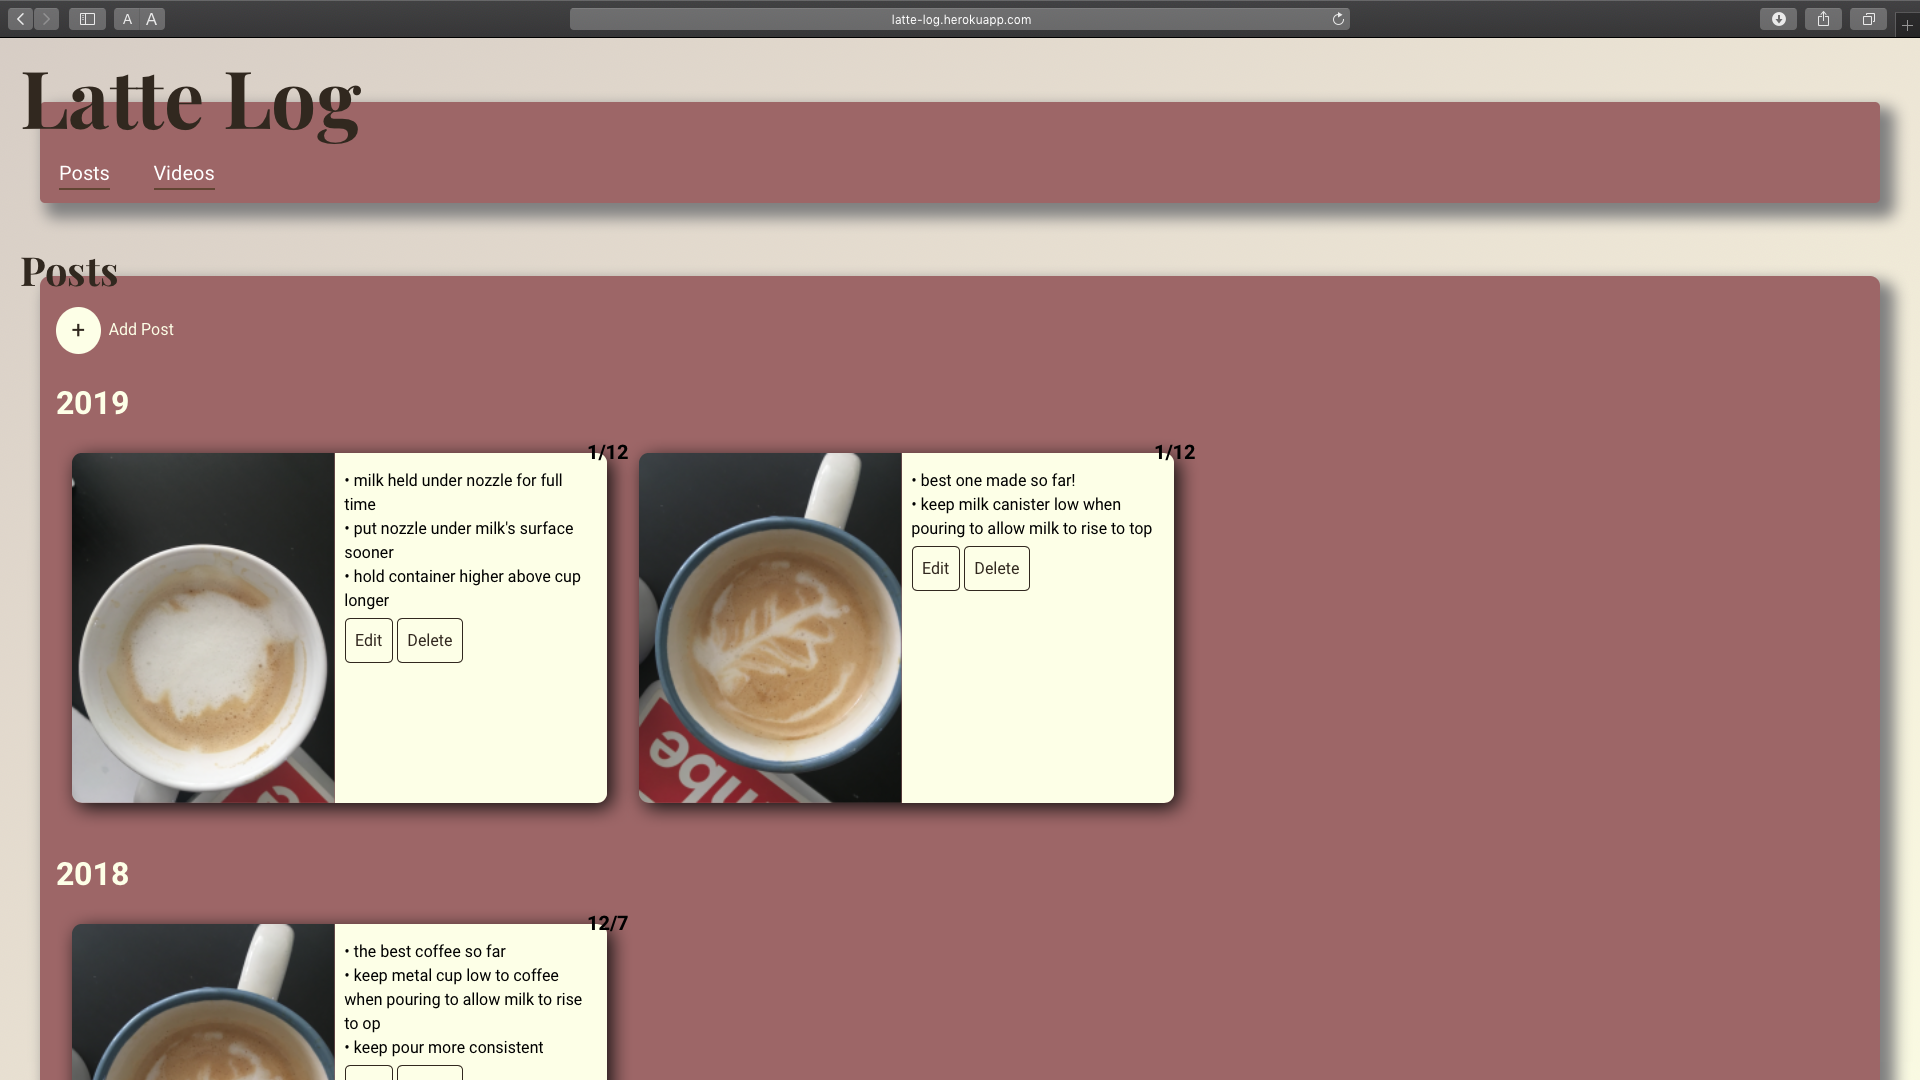 A A
latte-log.herokuapp.com
Latte Log
Posts Videos
Posts
+ Add Post
2019
1/12
• milk held under nozzle for full
time
• put nozzle under milk's surface
sooner
• hold container higher above cup
longer
Edit Delete
1/12
• best one made so far!
• keep milk canister low when
pouring to allow milk to rise to top
Edit Delete
2018
12/7
• the best coffee so far
• keep metal cup low to coffee
when pouring to allow milk to rise
to op
• keep pour more consistent